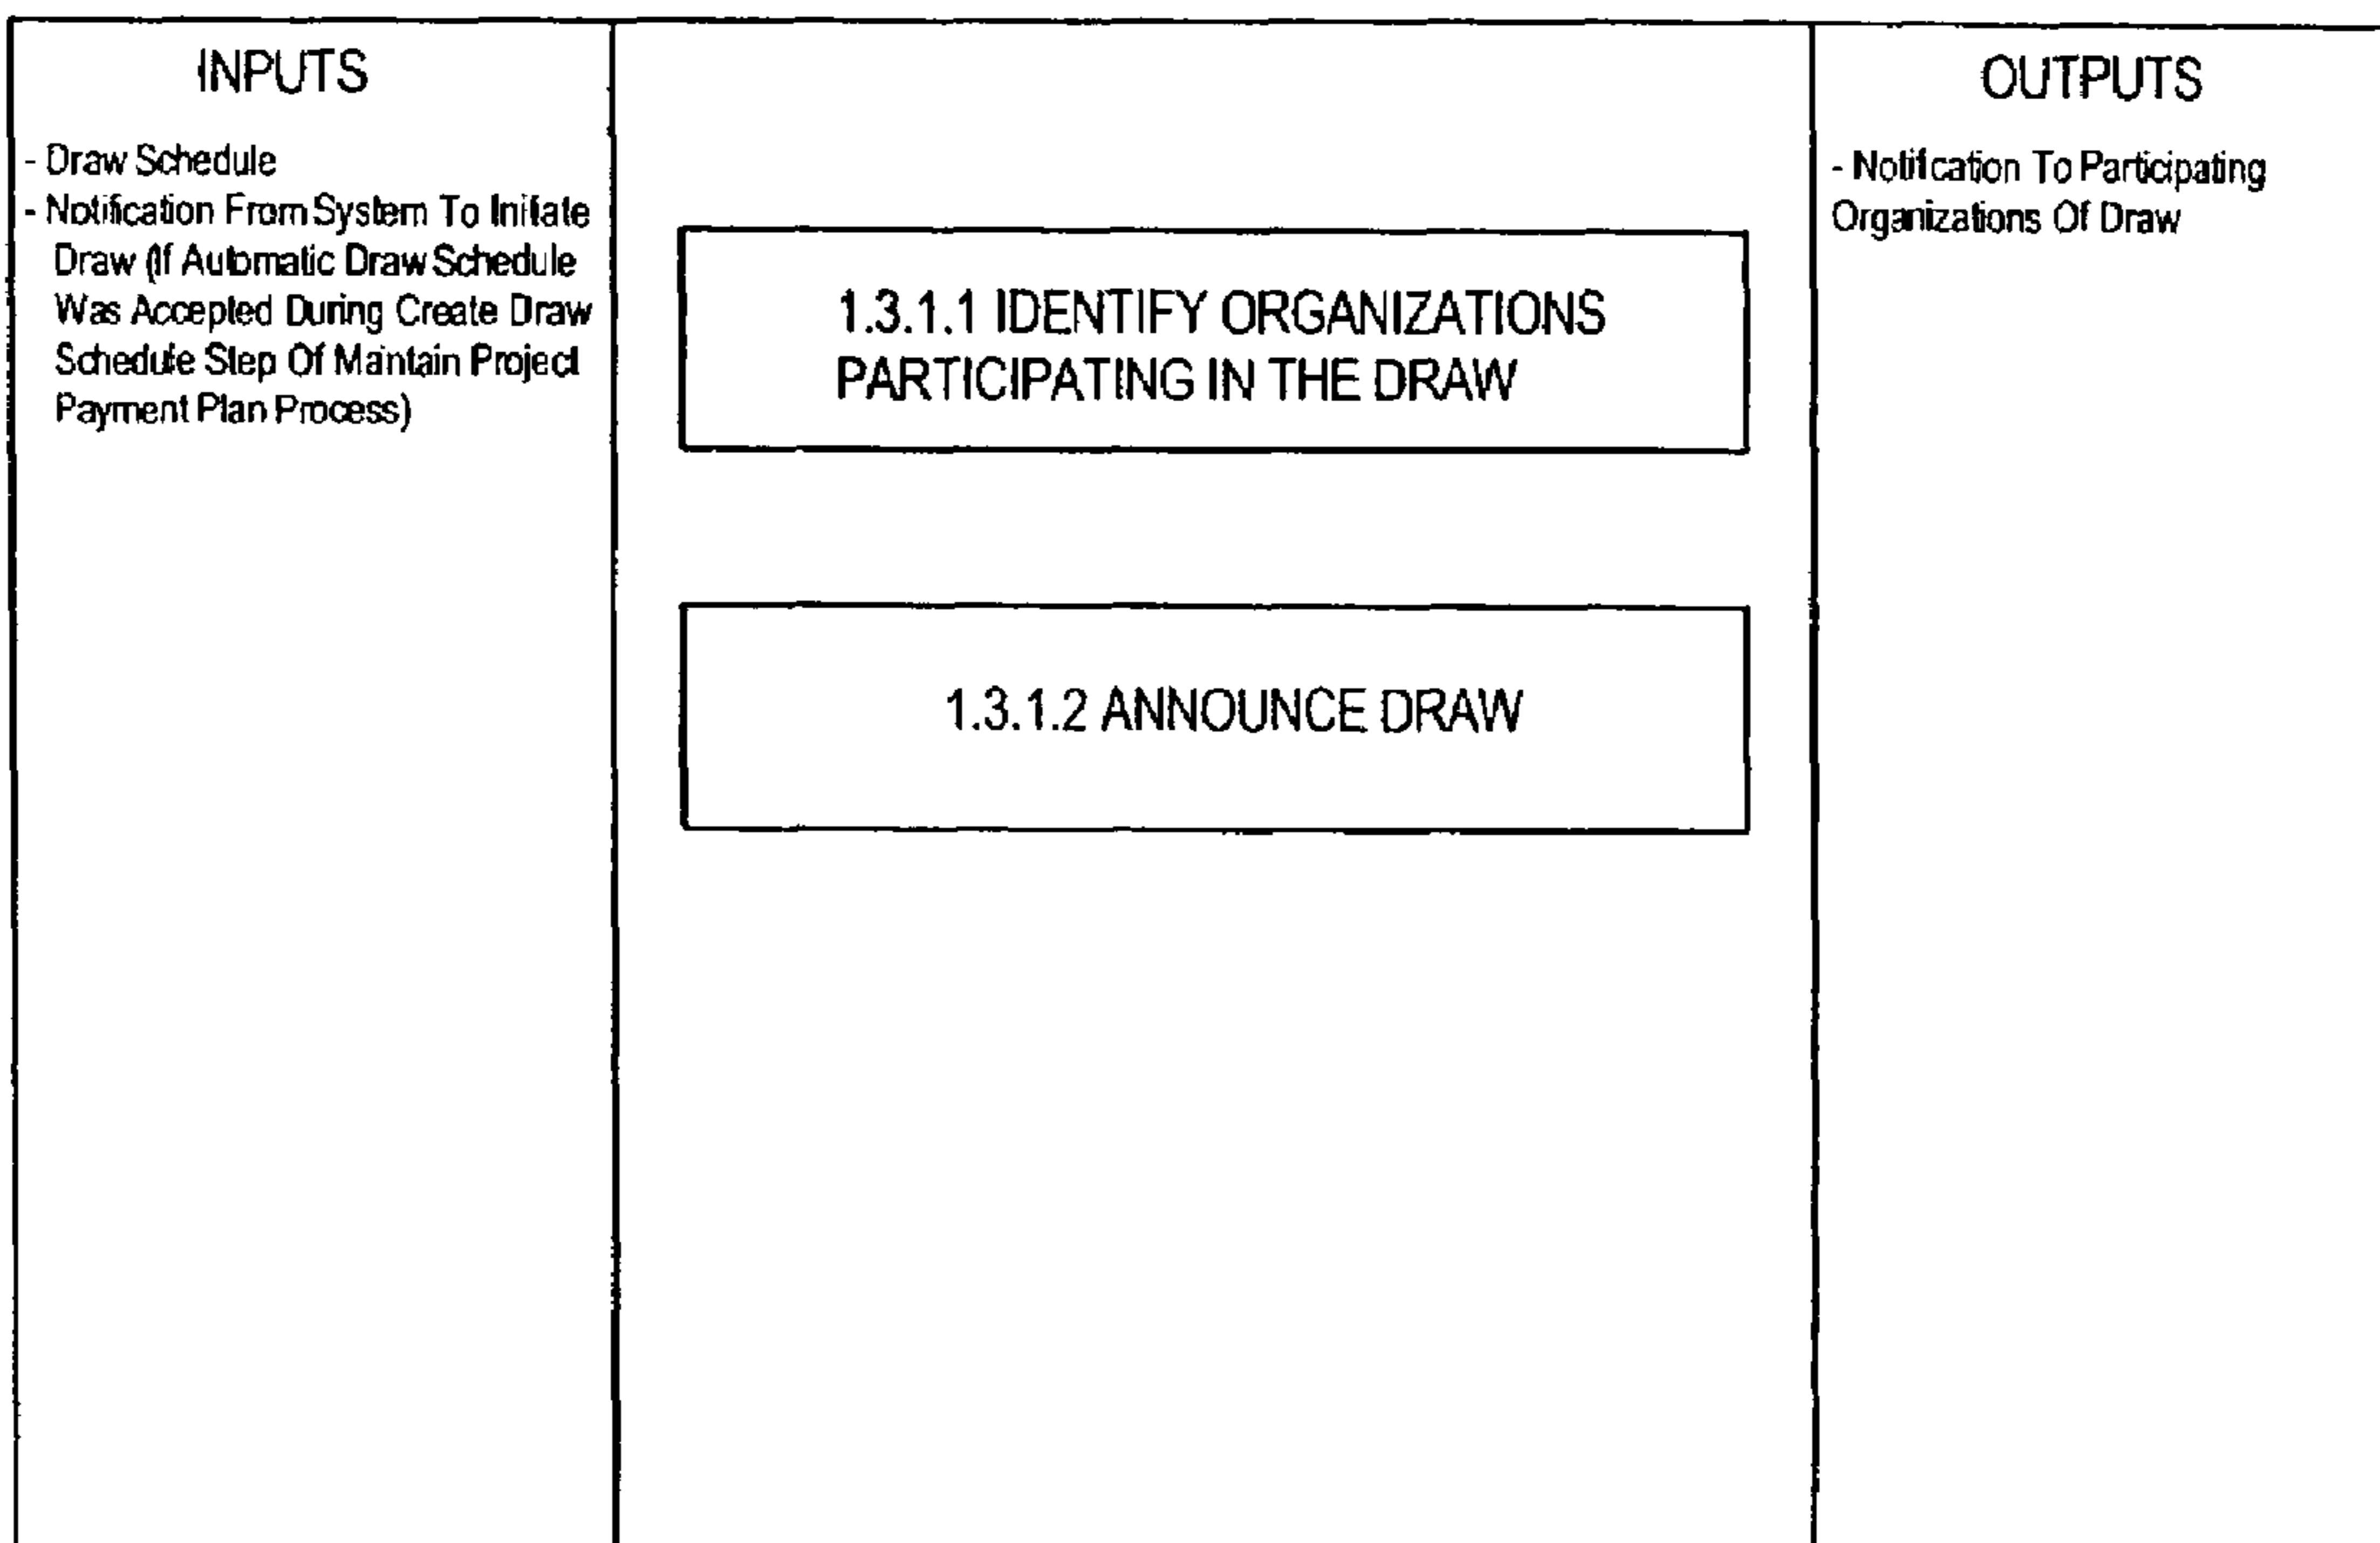 INPUTS
- Draw Schedule
- Notification From System To Initiate
Draw (If Automatic Draw Schedule
Was Accepted During Create Draw
Schedule Step Of Maintain Project
Payment Plan Process)
1.3.1.1 IDENTIFY ORGANIZATIONS
PARTICIPATING IN THE DRAW
1.3.1.2 ANNOUNCE DRAW
OUTPUTS
- Notification To Participating
Organizations Of Draw